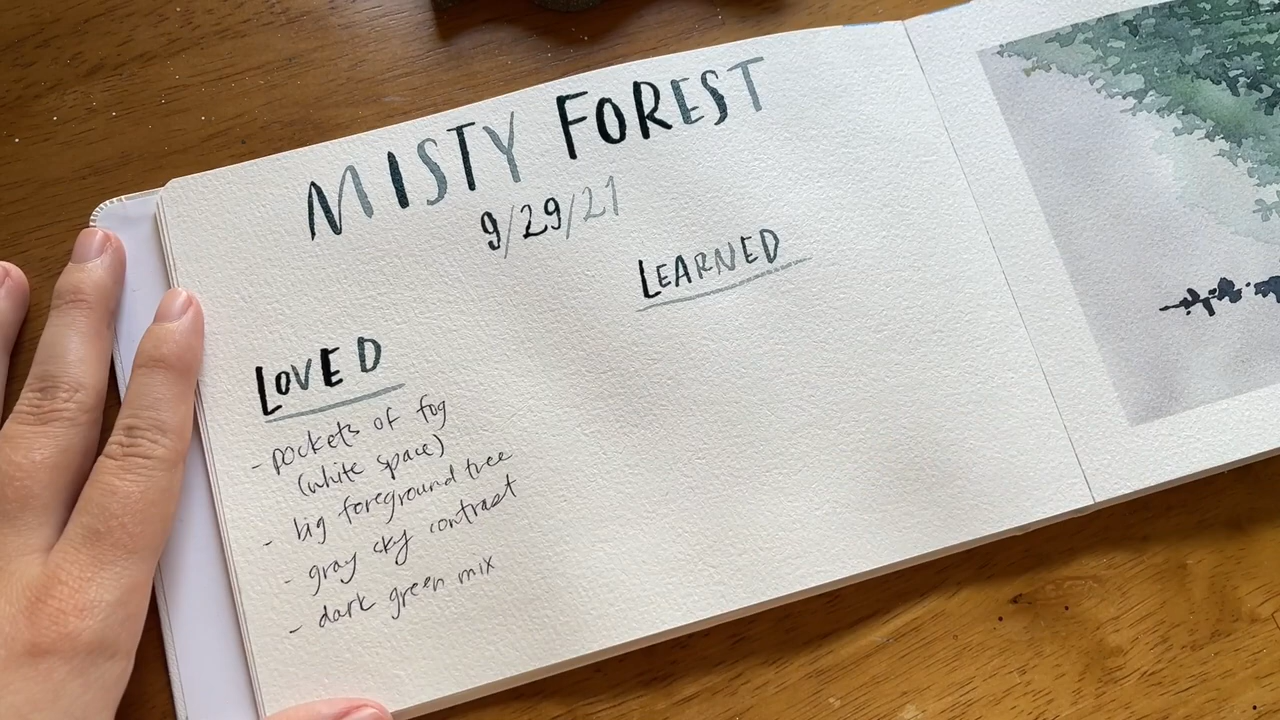 MISTY FOREST
9/29/21
LEARNED
LOVED
- pockets of fog
(white space)
- big foreground tree
- gray sky contrast
- dark green mix